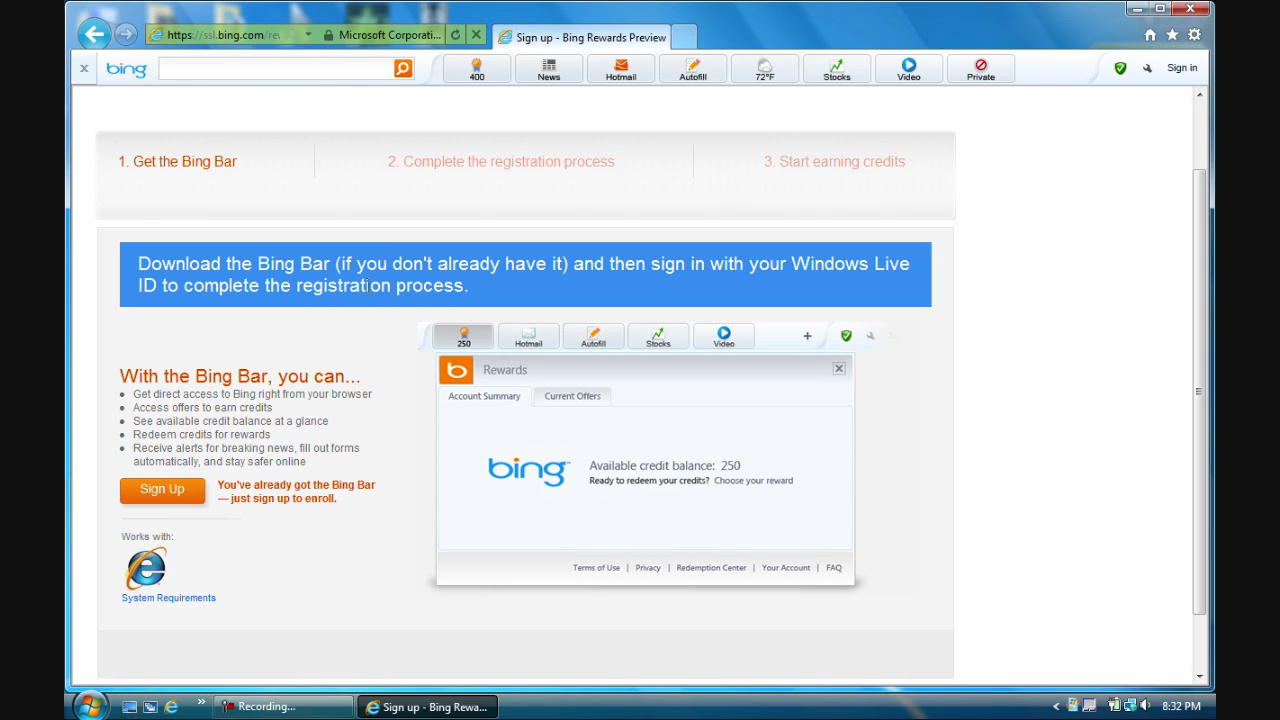 https://ssl.bing.com/re
Microsoft Corporati...
Sign up - Bing Rewards Preview
bing
400
News
Hotmail
Autofill
72°F
Stocks
Video
Private
Sign in
1. Get the Bing Bar
2. Complete the registration process
3. Start earning credits
Download the Bing Bar (if you don't already have it) and then sign in with your Windows Live
ID to complete the registration process.
250
Hotmail
Autofill
Stocks
Video
b
Rewards
Account Summary
Current Offers
bing
Available credit balance: 250
Ready to redeem your credits? Choose your reward
Terms of Use | Privacy | Redemption Center | Your Account | FAQ
With the Bing Bar, you can...
• Get direct access to Bing right from your browser
• Access offers to earn credits
• See available credit balance at a glance
• Redeem credits for rewards
• Receive alerts for breaking news, fill out forms
automatically, and stay safer online
Sign Up
You've already got the Bing Bar
— just sign up to enroll.
Works with:
System Requirements
Recording...
Sign up - Bing Rewa...
8:32 PM